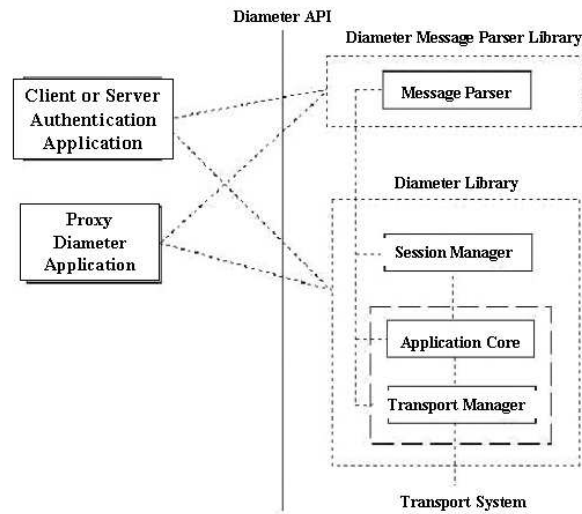 Diameter API
Diameter Message Parser Library
Message Parser
Client or Server
Authentication
Application
Diameter Library
Proxy
Diameter
Application
Session Manager
Application Core
Transport Manager
Transport System